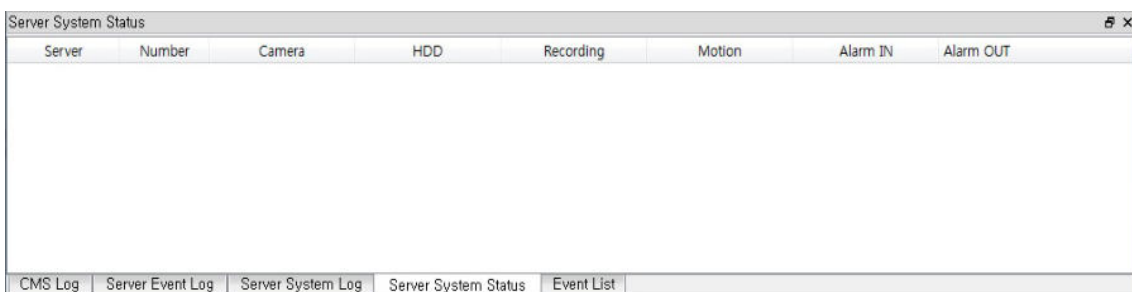 Server System Status
Server Number Camera HDD Recording Motion Alarm IN Alarm OUT
CMS Log Server Event Log Server System Log Server System Status Event List